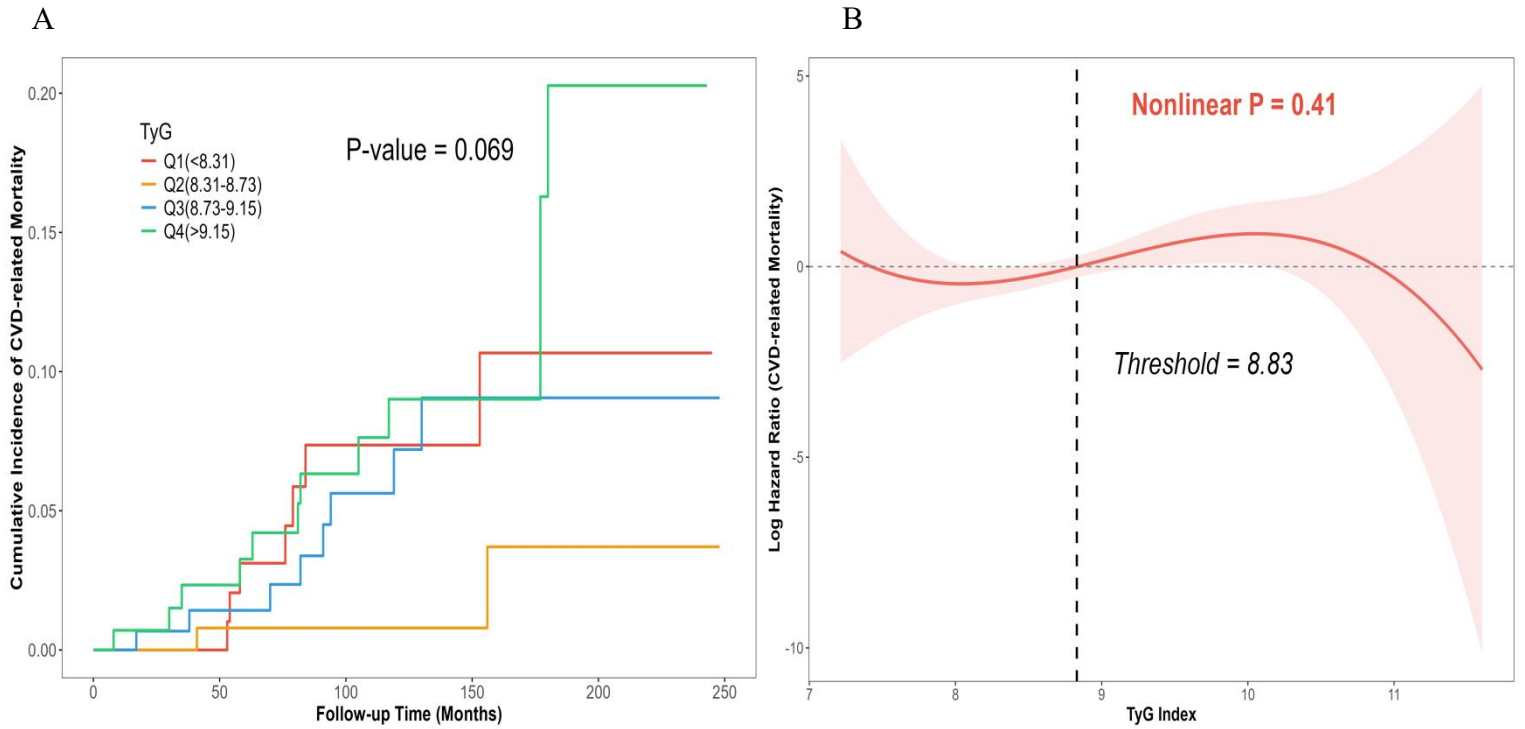 A
B
Cumulative Incidence of CVD-related Mortality
0.20
0.15
0.10
0.05
0.00
TyG
Q1(<8.31)
Q2(8.31-8.73)
Q3(8.73-9.15)
Q4(>9.15)
P-value = 0.069
0
50
100
150
200
250
Follow-up Time (Months)
Log Hazard Ratio (CVD-related Mortality)
5
0
-5
-10
Nonlinear P = 0.41
Threshold = 8.83
7
8
9
10
11
TyG Index